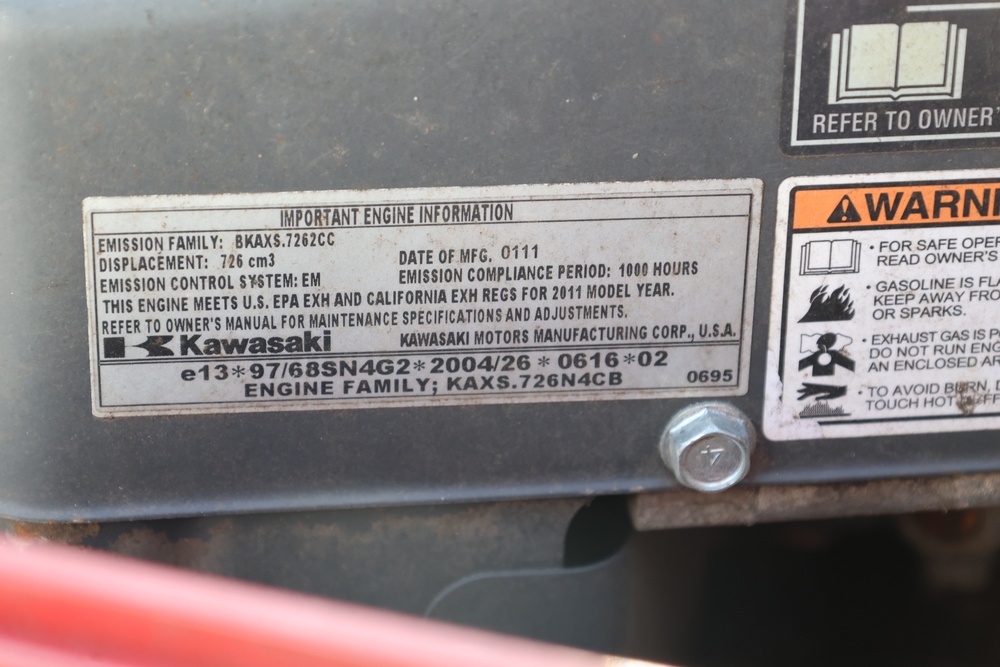 IMPORTANT ENGINE INFORMATION
EMISSION FAMILY: BKAXS.7262CC
DISPLACEMENT: 726 cm3
DATE OF MFG. 0111
EMISSION CONTROL SYSTEM: EM
EMISSION COMPLIANCE PERIOD: 1000 HOURS
THIS ENGINE MEETS U.S. EPA EXH AND CALIFORNIA EXH REGS FOR 2011 MODEL YEAR.
REFER TO OWNER'S MANUAL FOR MAINTENANCE SPECIFICATIONS AND ADJUSTMENTS.
Kawasaki
KAWASAKI MOTORS MANUFACTURING CORP., U.S.A.
e13*97/68SN4G2*2004/26*0616*02
ENGINE FAMILY; KAXS.726N4CB
0695
REFER TO OWNER'
WARNI
• FOR SAFE OPER
READ OWNER'S
• GASOLINE IS FLA
KEEP AWAY FRO
OR SPARKS.
• EXHAUST GAS IS P
DO NOT RUN ENG
AN ENCLOSED
• TO AVOID BURN,
TOUCH HOT
17